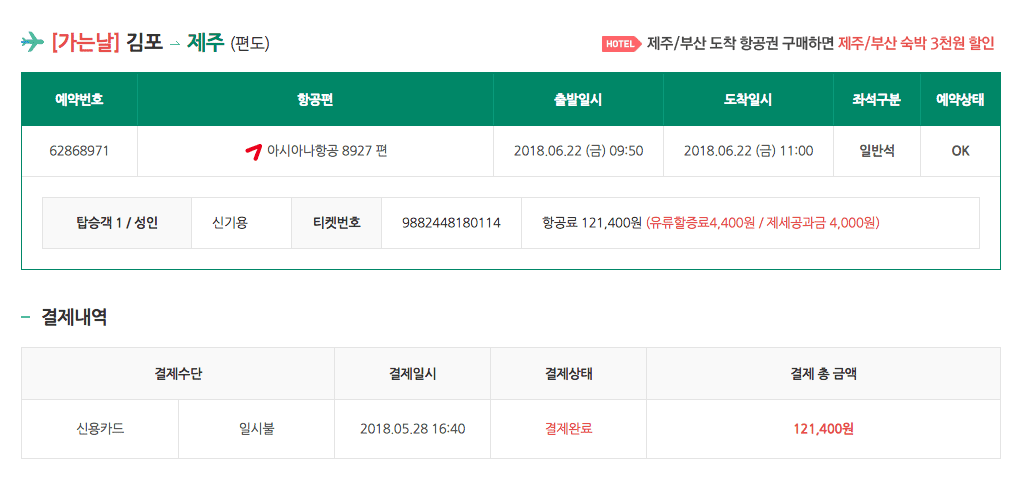 [가는날] 김포 → 제주 (편도)
HOTEL 제주/부산 도착 항공권 구매하면 제주/부산 숙박 3천원 할인
예약번호 항공편 출발일시 도착일시 좌석구분 예약상태
62868971 아시아나항공 8927 편 2018.06.22 (금) 09:50 2018.06.22 (금) 11:00 일반석 OK
탑승객 1 / 성인 신기용 티켓번호 9882448180114 항공료 121,400원 (유류할증료4,400원 / 제세공과금 4,000원)
결제내역
결제수단 결제일시 결제상태 결제 총 금액
신용카드 일시불 2018.05.28 16:40 결제완료 121,400원